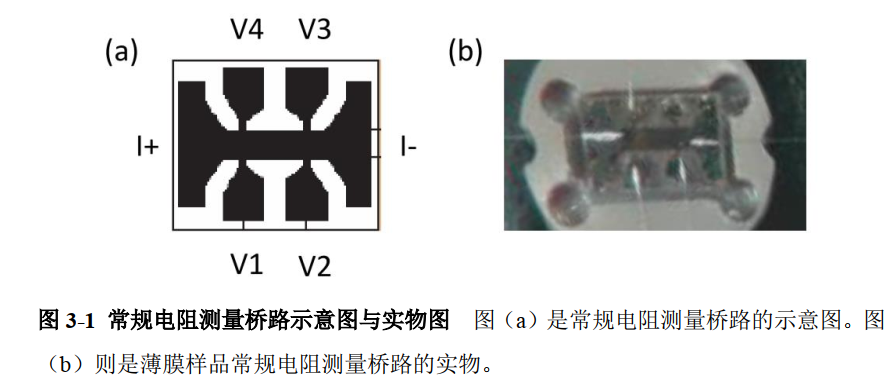 V4 V3
(a)
(b)
I+
I-
V1 V2
图 3-1 常规电阻测量桥路示意图与实物图 图（a）是常规电阻测量桥路的示意图。图
（b）则是薄膜样品常规电阻测量桥路的实物。